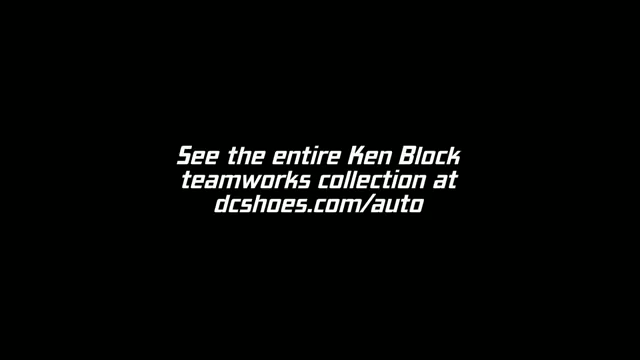 See the entire Ken Block
teamworks collection at
dcshoes.com/auto